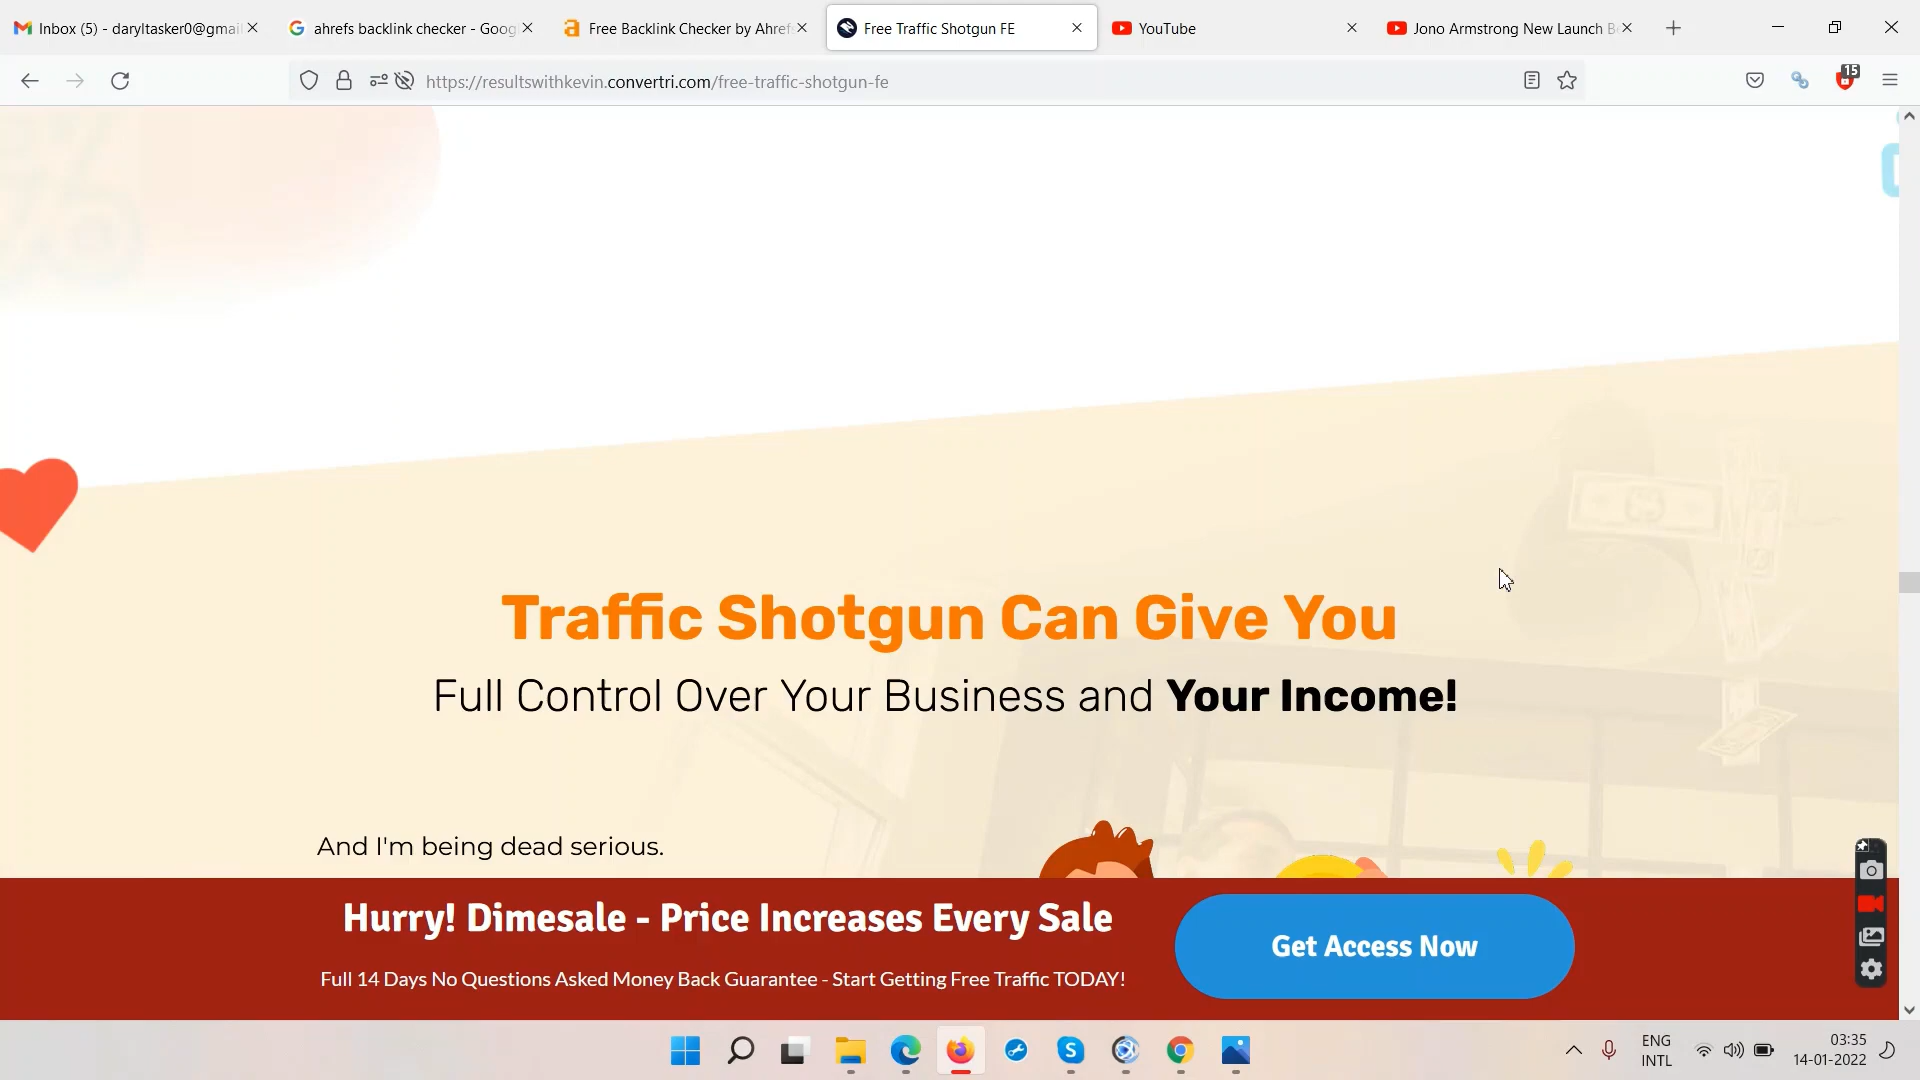 Inbox (5) - daryltasker0@gmai
ahrefs backlink checker - Goog
Free Backlink Checker by Ahref
Free Traffic Shotgun FE
YouTube
Jono Armstrong New Launch B
https://resultswithkevin.convertri.com/free-traffic-shotgun-fe
15
Traffic Shotgun Can Give You
Full Control Over Your Business and Your Income!
And I'm being dead serious.
Hurry! Dimesale - Price Increases Every Sale
Full 14 Days No Questions Asked Money Back Guarantee - Start Getting Free Traffic TODAY!
Get Access Now
ENG
INTL
03:35
14-01-2022